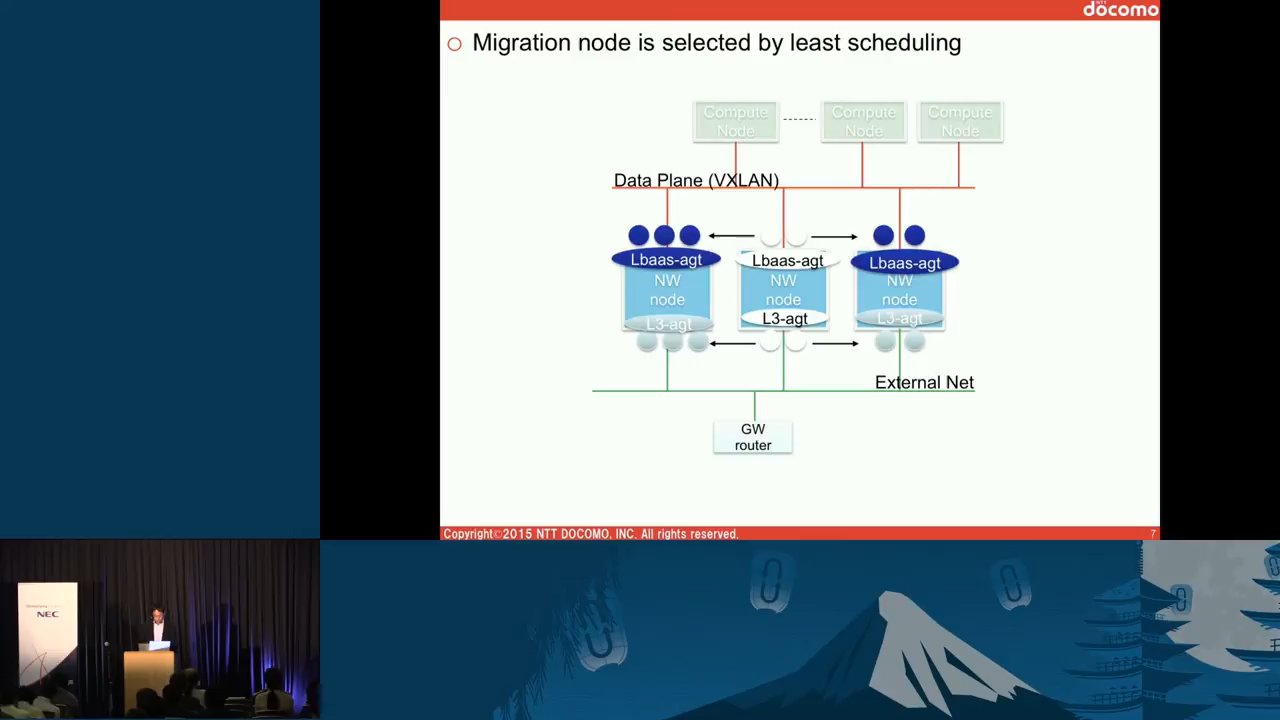 NTT
docomo
Migration node is selected by least scheduling
Compute
Node
Compute
Node
Compute
Node
Data Plane (VXLAN)
Lbaas-agt
Lbaas-agt
Lbaas-agt
NW
node
NW
node
NW
node
L3-agt
L3-agt
L3-agt
External Net
GW
router
Copyright©2015 NTT DOCOMO, INC. All rights reserved.
7
NEC